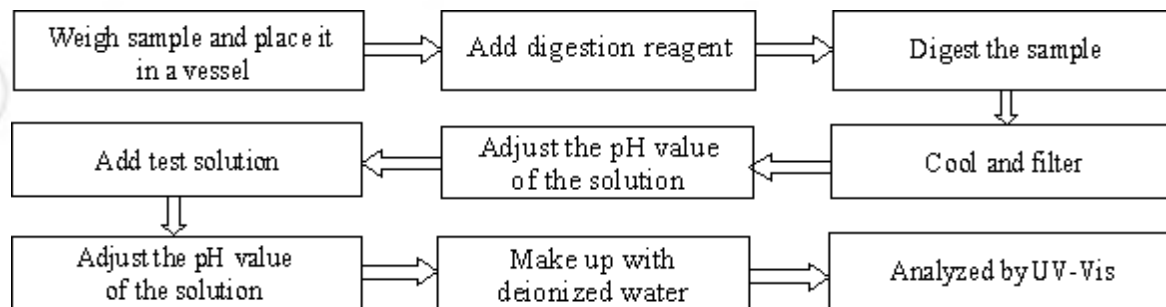 Weigh sample and place it
in a vessel
Add digestion reagent
Digest the sample
Cool and filter
Adjust the pH value
of the solution
Add test solution
Adjust the pH value
of the solution
Make up with
deionized water
Analyzed by UV-Vis